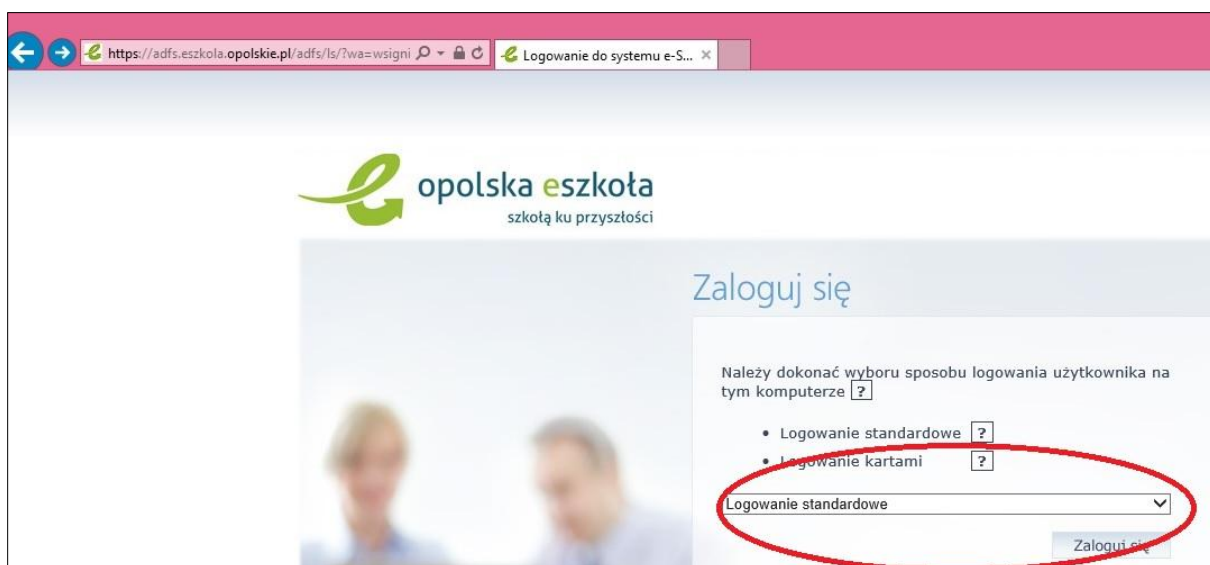 https://adfs.eszkola.opolskie.pl/adfs/ls/?wa=wsigni
Logowanie do systemu e-S...
opolska eszkoła
szkołą ku przyszłości
Zaloguj się
Należy dokonać wyboru sposobu logowania użytkownika na
tym komputerze ?
• Logowanie standardowe ?
• Logowanie kartami ?
Logowanie standardowe
Zaloguj się